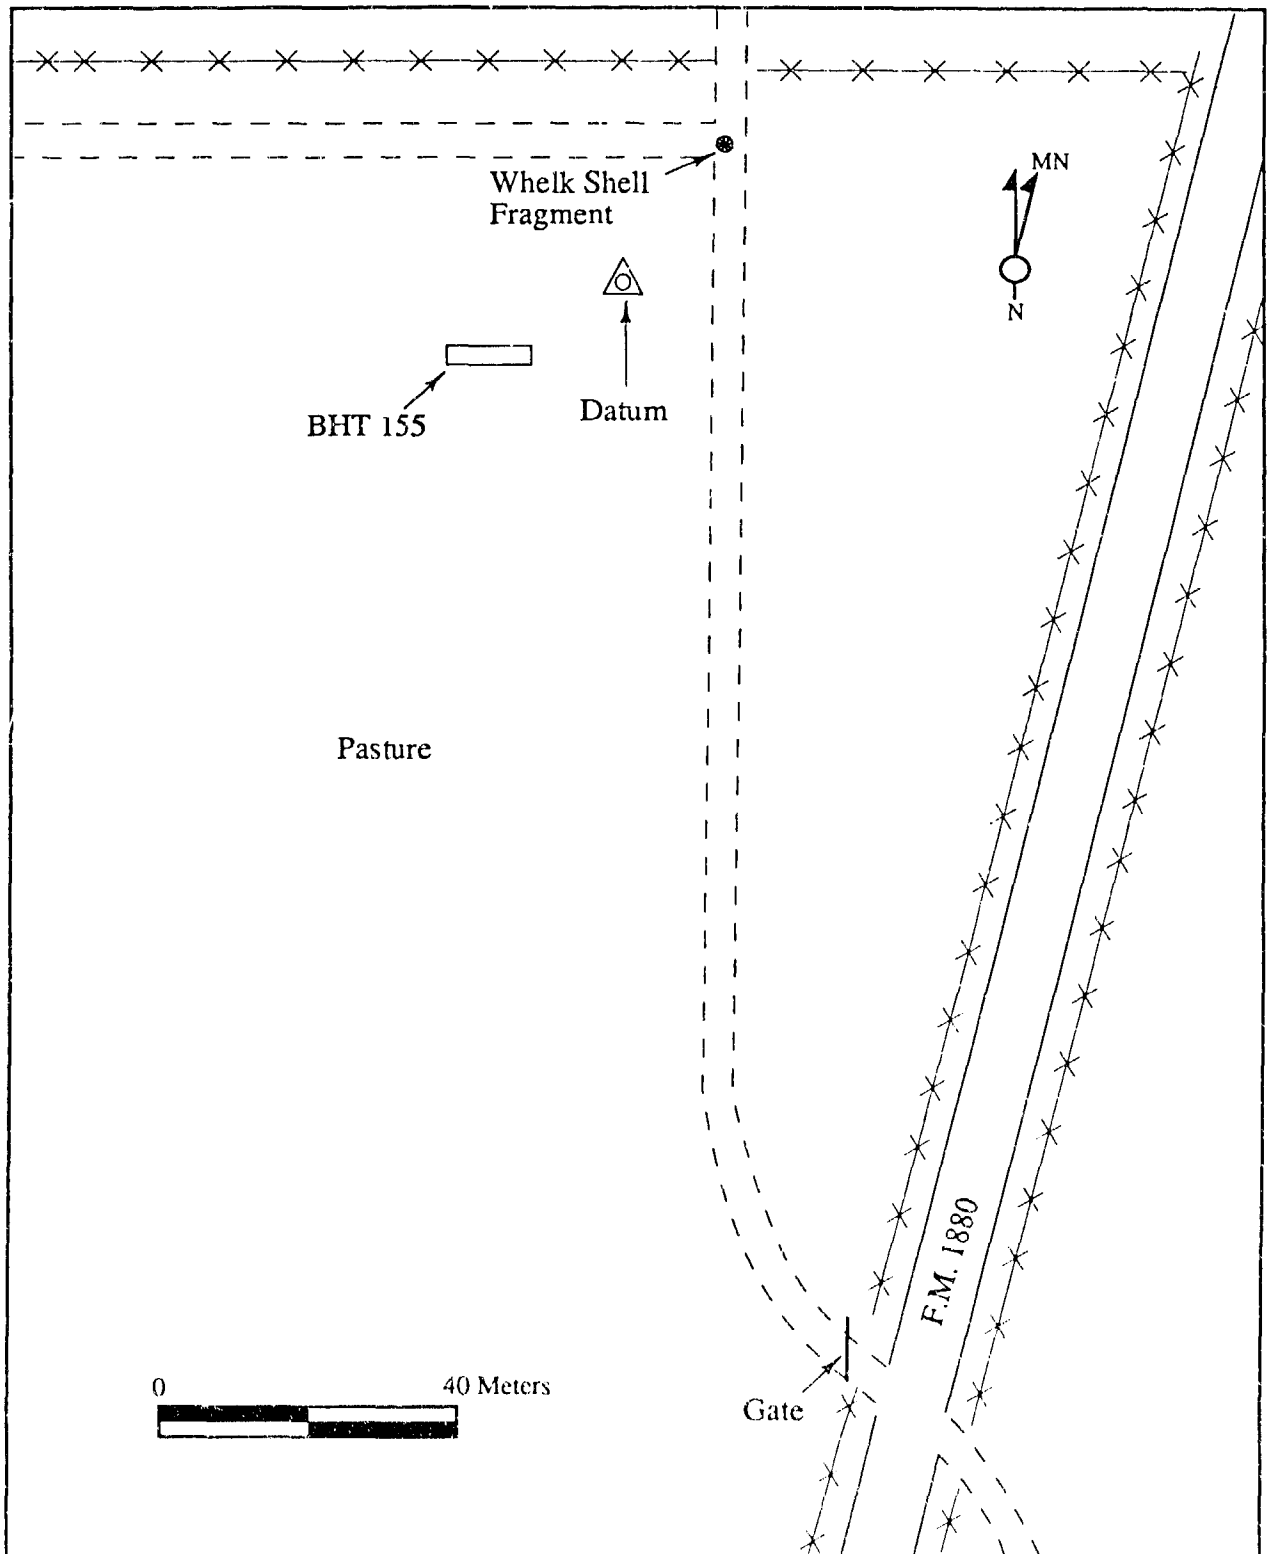 MN
Whelk Shell
Fragment
N
Datum
BHT 155
Pasture
F.M. 1880
0 40 Meters
Gate